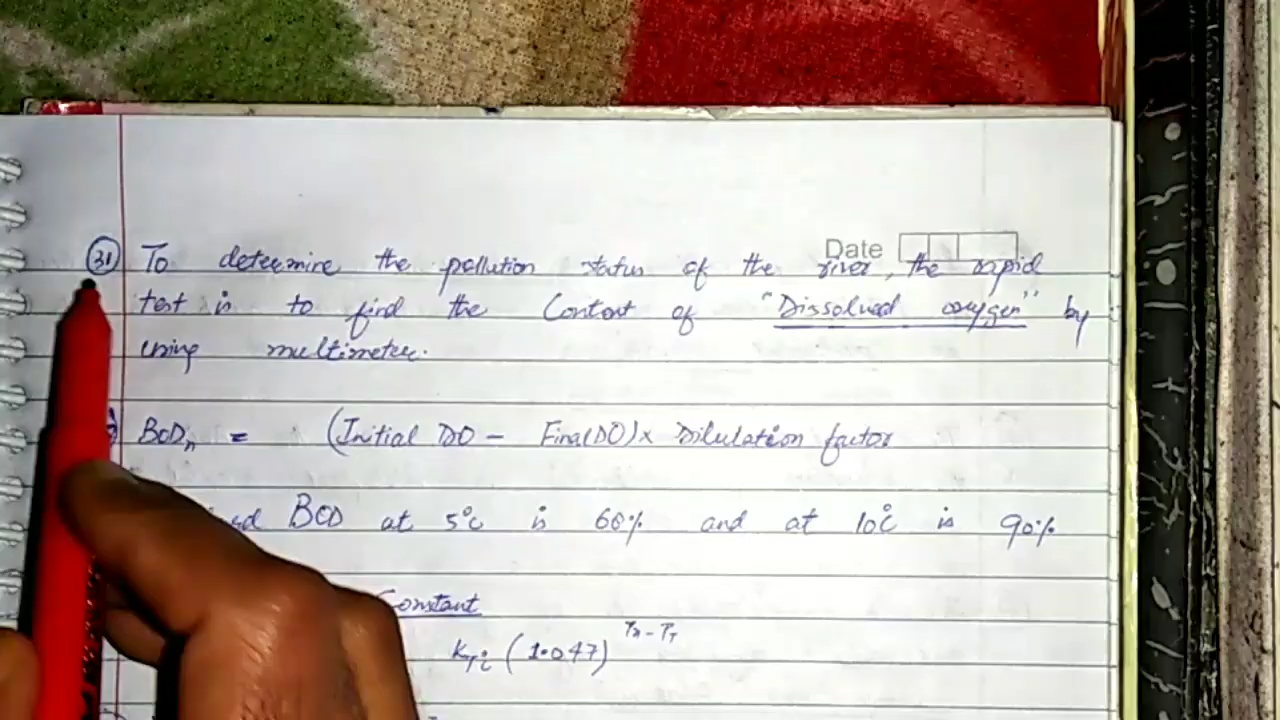 Date
31 To determine the pollution status of the river, the rapid
test is to find the Content of "Dissolved oxygen" by
using multimeter.
BOD_n = (Initial DO - Final DO) × Dilulation factor
BOD at 5°C is 66% and at 10°C is 90%
Constant
(1.047)